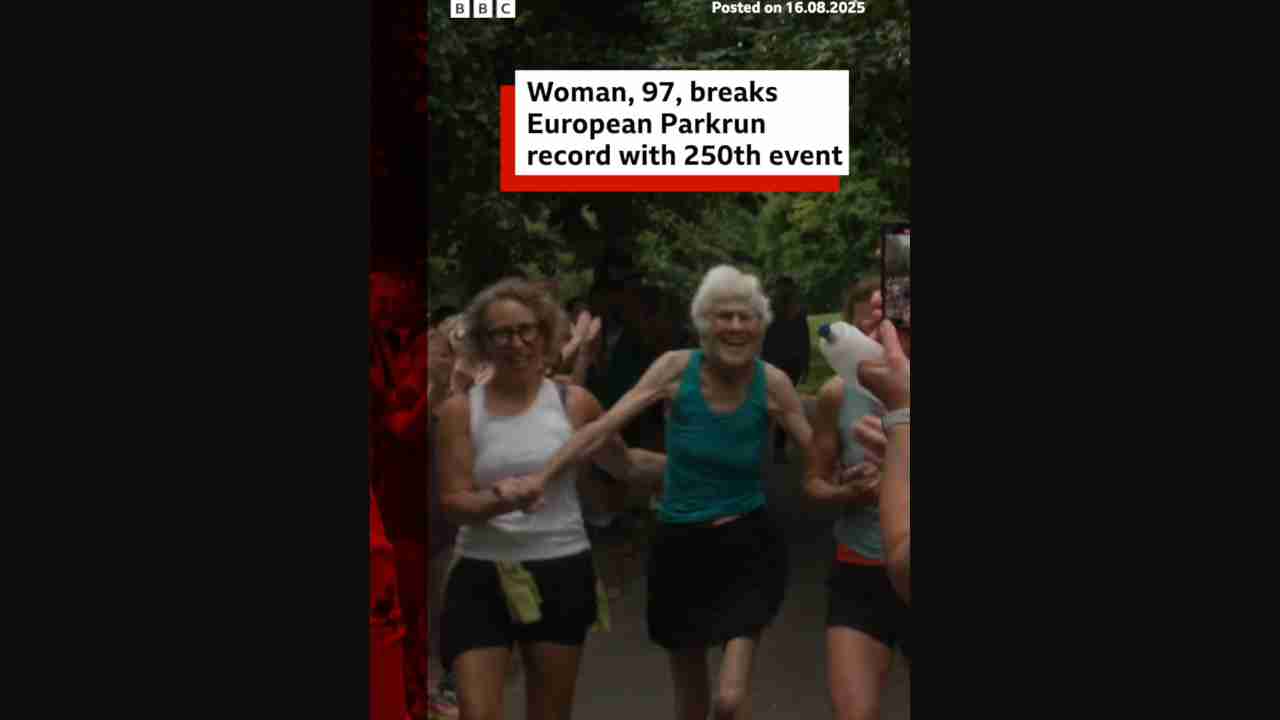 BBC
Posted on 16.08.2025
Woman, 97, breaks
European Parkrun
record with 250th event